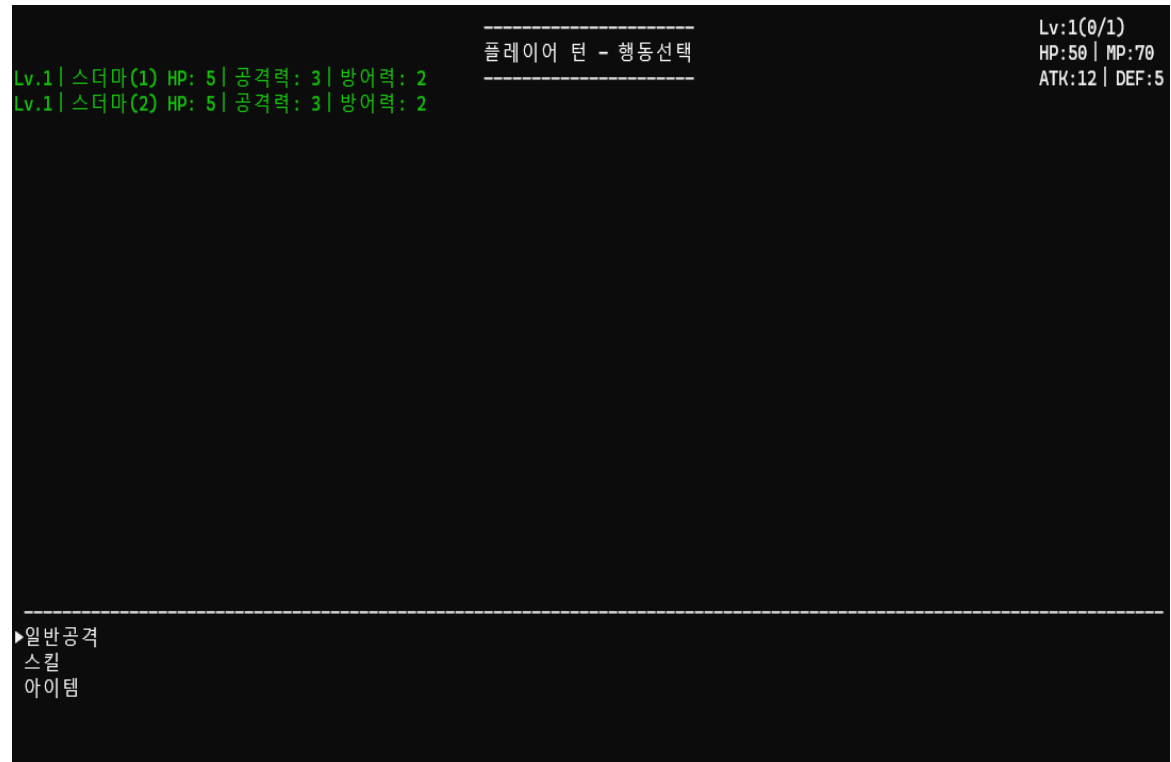 Lv:1(0/1)
플레이어 턴 - 행동선택
HP:50│MP:70
Lv.1│스더마(1) HP: 5│공격력: 3│방어력: 2
ATK:12│DEF:5
Lv.1│스더마(2) HP: 5│공격력: 3│방어력: 2
▶일반공격
스킬
아이템